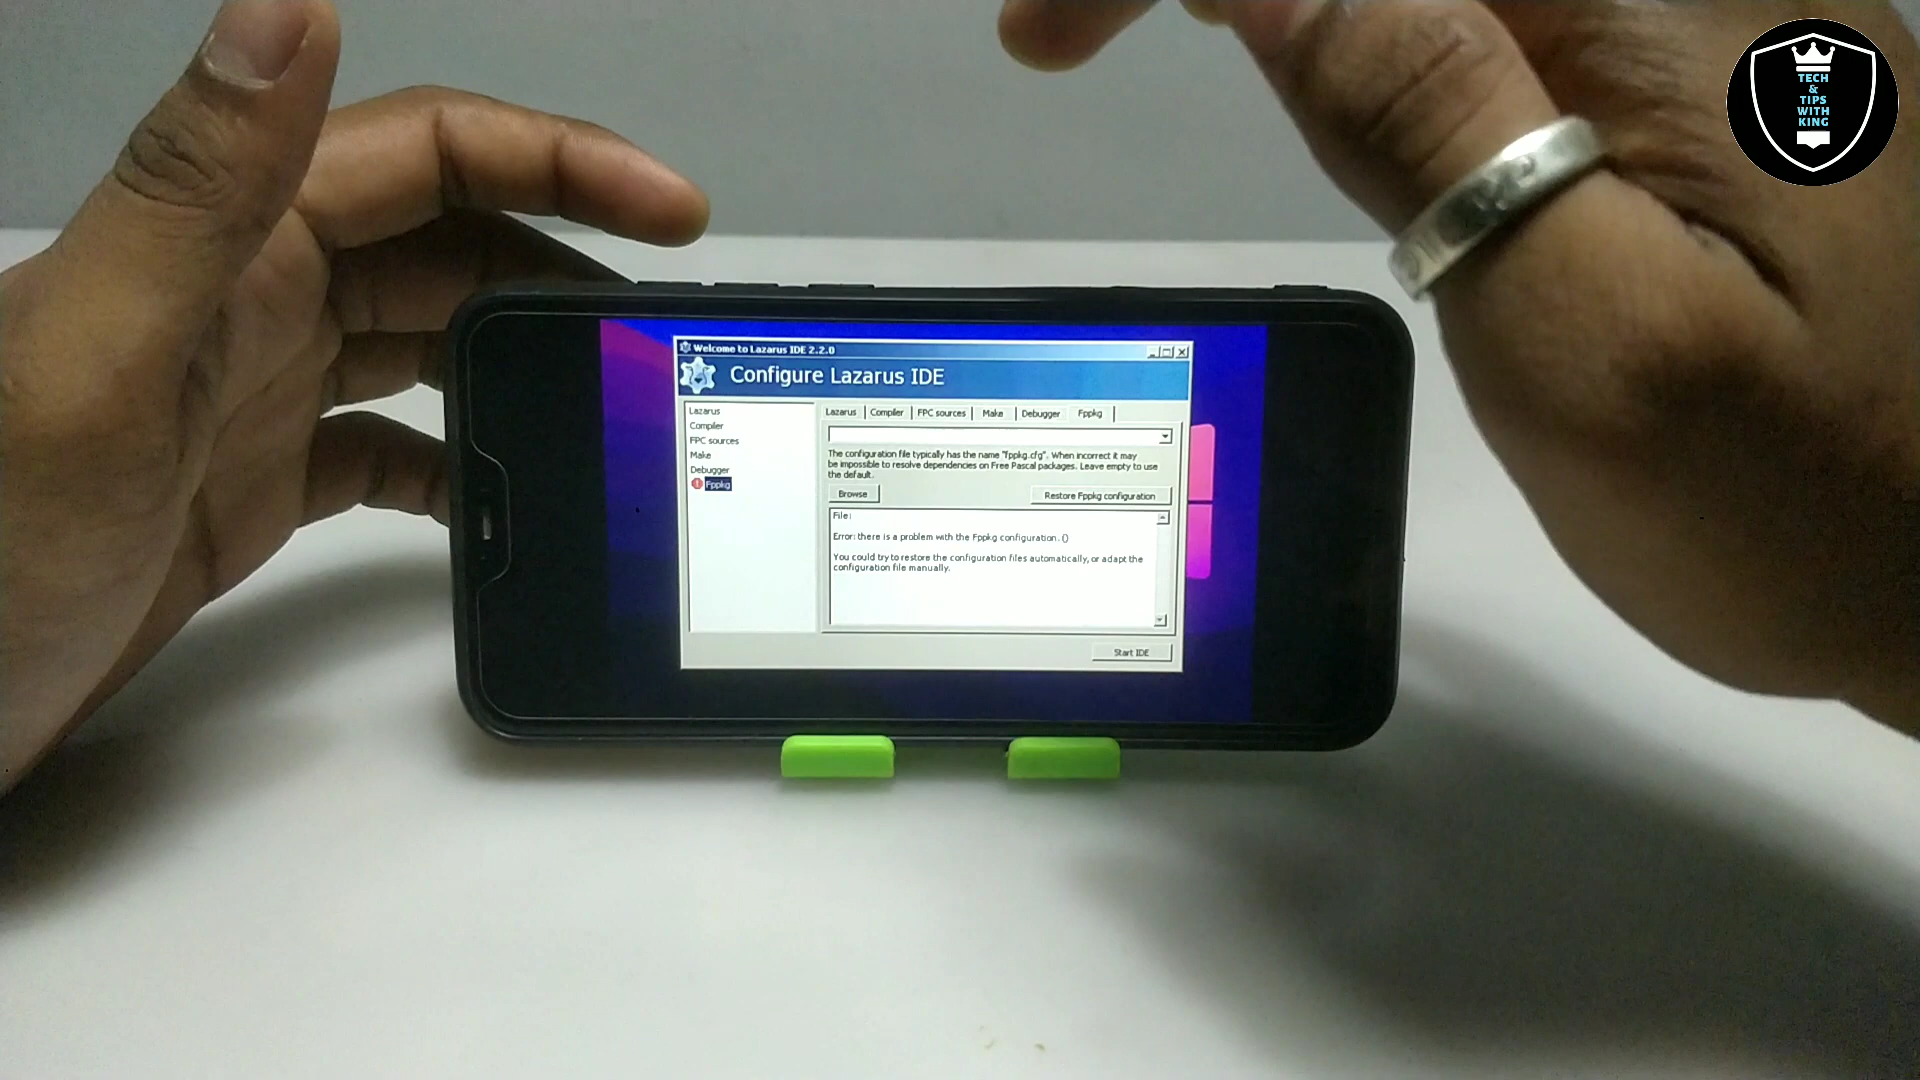 TECH
&
TIPS
WITH
KING
Welcome to Lazarus IDE 2.2.0
Configure Lazarus IDE
Lazarus
Compiler
FPC sources
Make
Debugger
Fppkg
Lazarus Compiler FPC sources Make Debugger Fppkg
The configuration file typically has the name "fppkg.cfg". When incorrect it may
be impossible to resolve dependencies on Free Pascal packages. Leave empty to use
the default.
Browse Restore Fppkg configuration
File:
Error: there is a problem with the Fppkg configuration. ()
You could try to restore the configuration files automatically, or adapt the
configuration file manually.
Start IDE